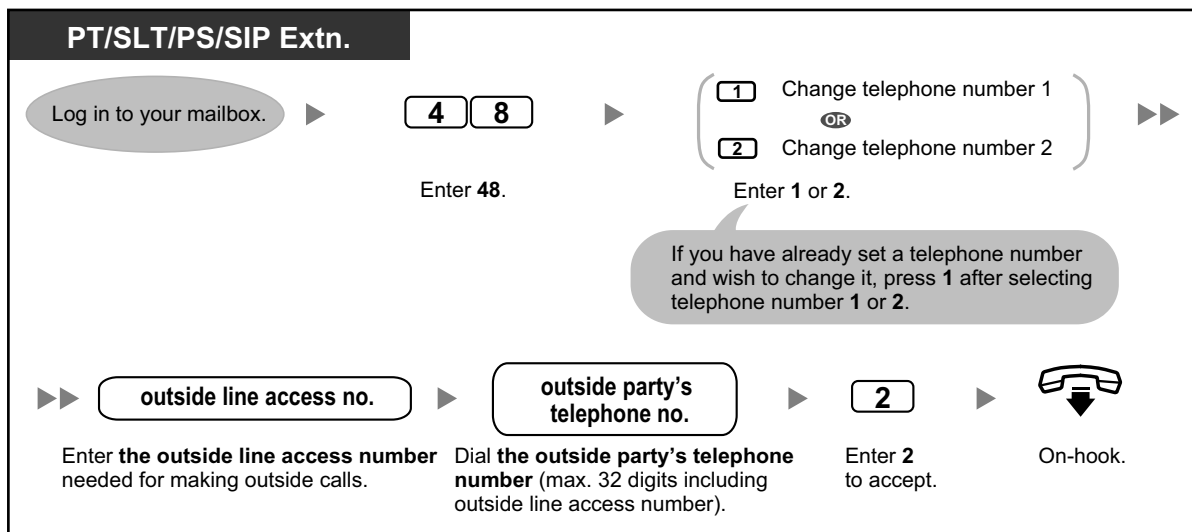 PT/SLT/PS/SIP Extn.
Log in to your mailbox.
4 8
Enter 48.
1 Change telephone number 1
OR
2 Change telephone number 2
Enter 1 or 2.
If you have already set a telephone number
and wish to change it, press 1 after selecting
telephone number 1 or 2.
outside line access no.
Enter the outside line access number
needed for making outside calls.
outside party's
telephone no.
Dial the outside party's telephone
number (max. 32 digits including
outside line access number).
2
Enter 2
to accept.
On-hook.